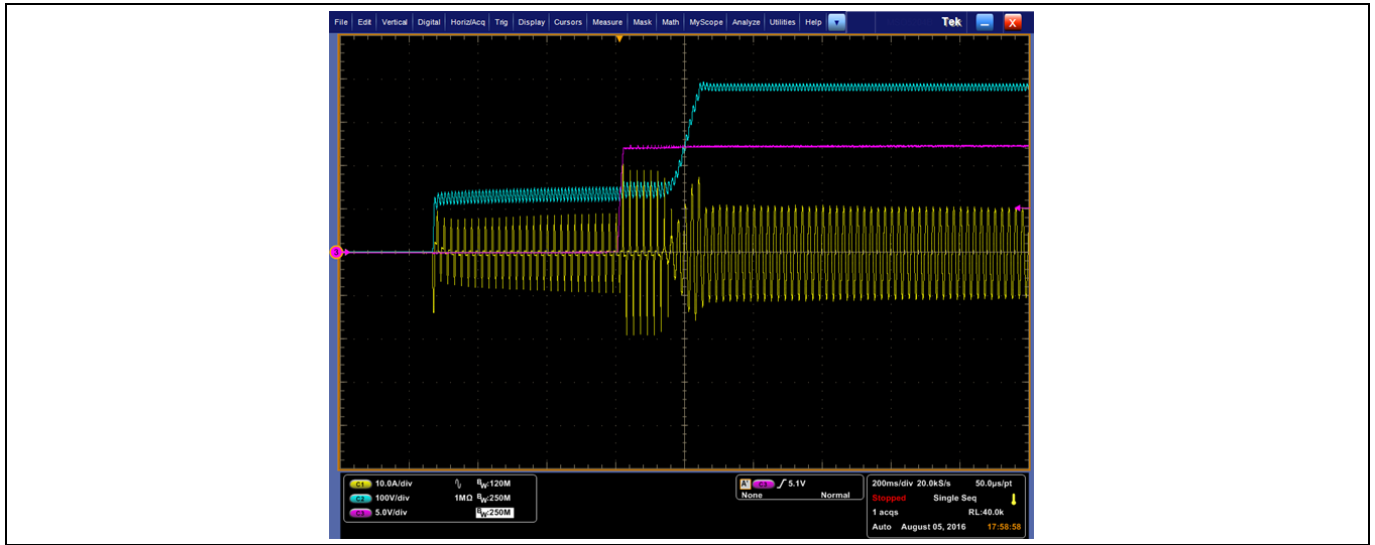 File Edit Vertical Digital Horiz/Acq Trig Display Cursors Measure Mask Math MyScope Analyze Utilities Help Tek X
C1 10.0A/div BW:120M
C2 100V/div 1MΩ BW:250M
C3 5.0V/div BW:250M
A' C3 5.1V
None Normal
200ms/div 20.0kS/s 50.0µs/pt
Stopped Single Seq
1 acqs RL:40.0k
Auto August 05, 2016 17:58:58